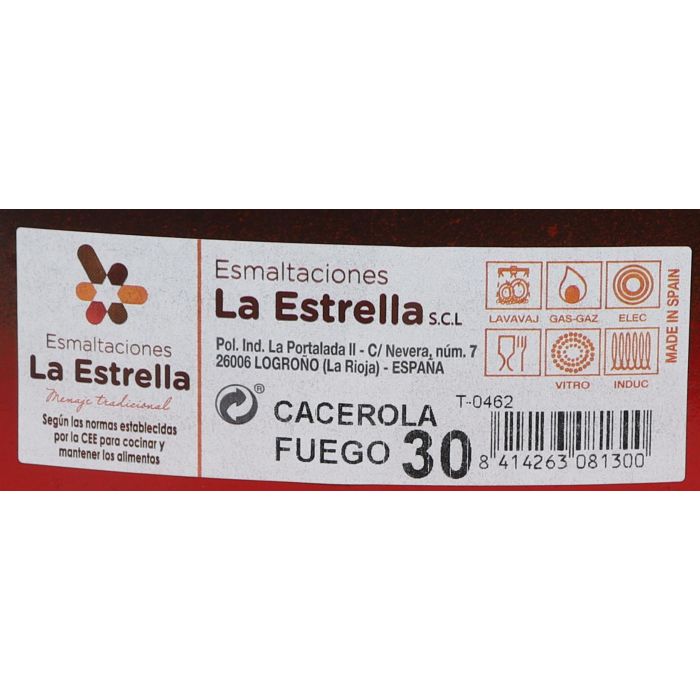 Esmaltaciones
La Estrella
Menaje tradicional
Según las normas establecidas
por la CEE para cocinar y
mantener los alimentos
Esmaltaciones
La Estrella S.C.L
Pol. Ind. La Portalada II - C/ Nevera, núm. 7
26006 LOGROÑO (La Rioja) - ESPAÑA
®
CACEROLA
FUEGO 30
LAVAVAJ GAS-GAZ ELEC
VITRO INDUC
MADE IN SPAIN
T-0462
8 414263 081300